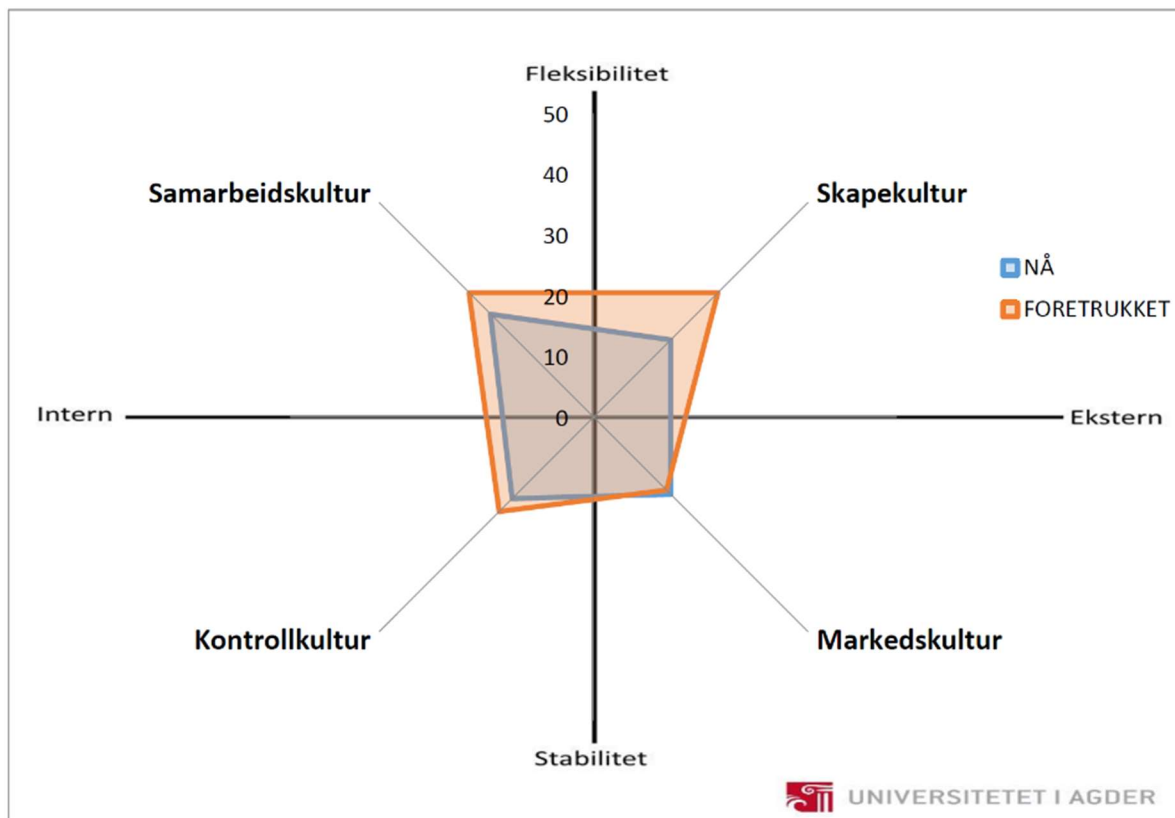 Fleksibilitet
50
40
Samarbeidskultur
Skapekultur
30
NÅ
20
FORETRUKKET
10
Intern
0
Ekstern
Kontrollkultur
Markedskultur
Stabilitet
UNIVERSITETET I AGDER